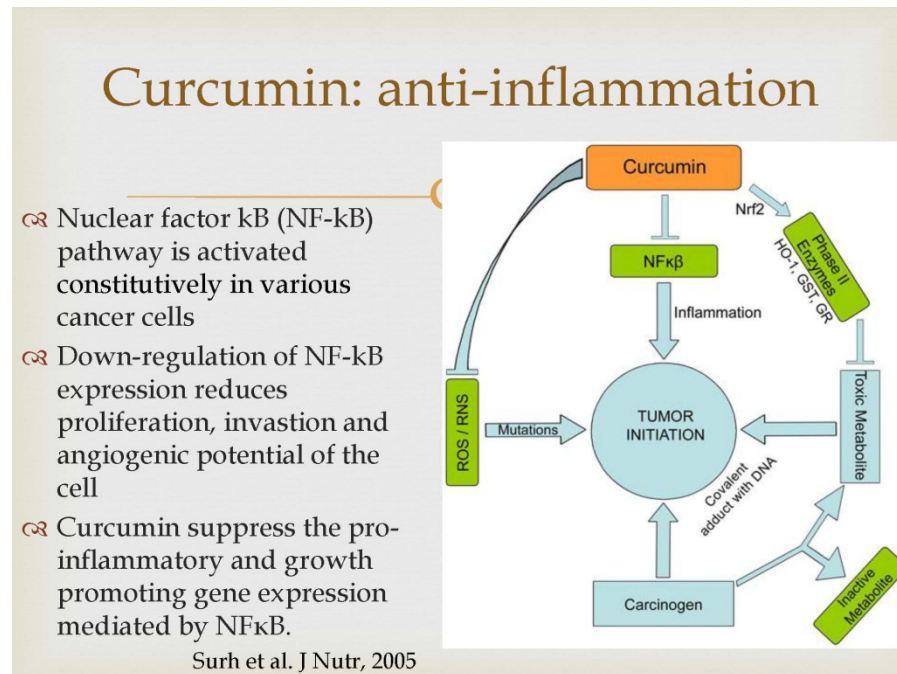 Curcumin: anti-inflammation
Nuclear factor kB (NF-kB)
pathway is activated
constitutively in various
cancer cells
Down-regulation of NF-kB
expression reduces
proliferation, invastion and
angiogenic potential of the
cell
Curcumin suppress the pro-
inflammatory and growth
promoting gene expression
mediated by NFκB.
Surh et al. J Nutr, 2005
Curcumin
Nrf2
NFκβ
Phase II
Enzymes
HO-1, GST, GR
Inflammation
ROS / RNS
Mutations
TUMOR
INITIATION
Toxic Metabolite
Covalent
adduct with DNA
Carcinogen
Inactive
Metabolite